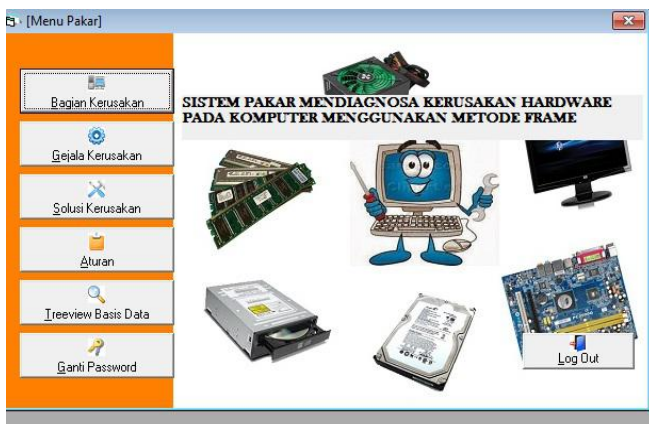 [Menu Pakar]
Bagian Kerusakan
Gejala Kerusakan
Solusi Kerusakan
Aturan
Treeview Basis Data
Ganti Password
SISTEM PAKAR MENDIAGNOSA KERUSAKAN HARDWARE
PADA KOMPUTER MENGGUNAKAN METODE FRAME
Log Out